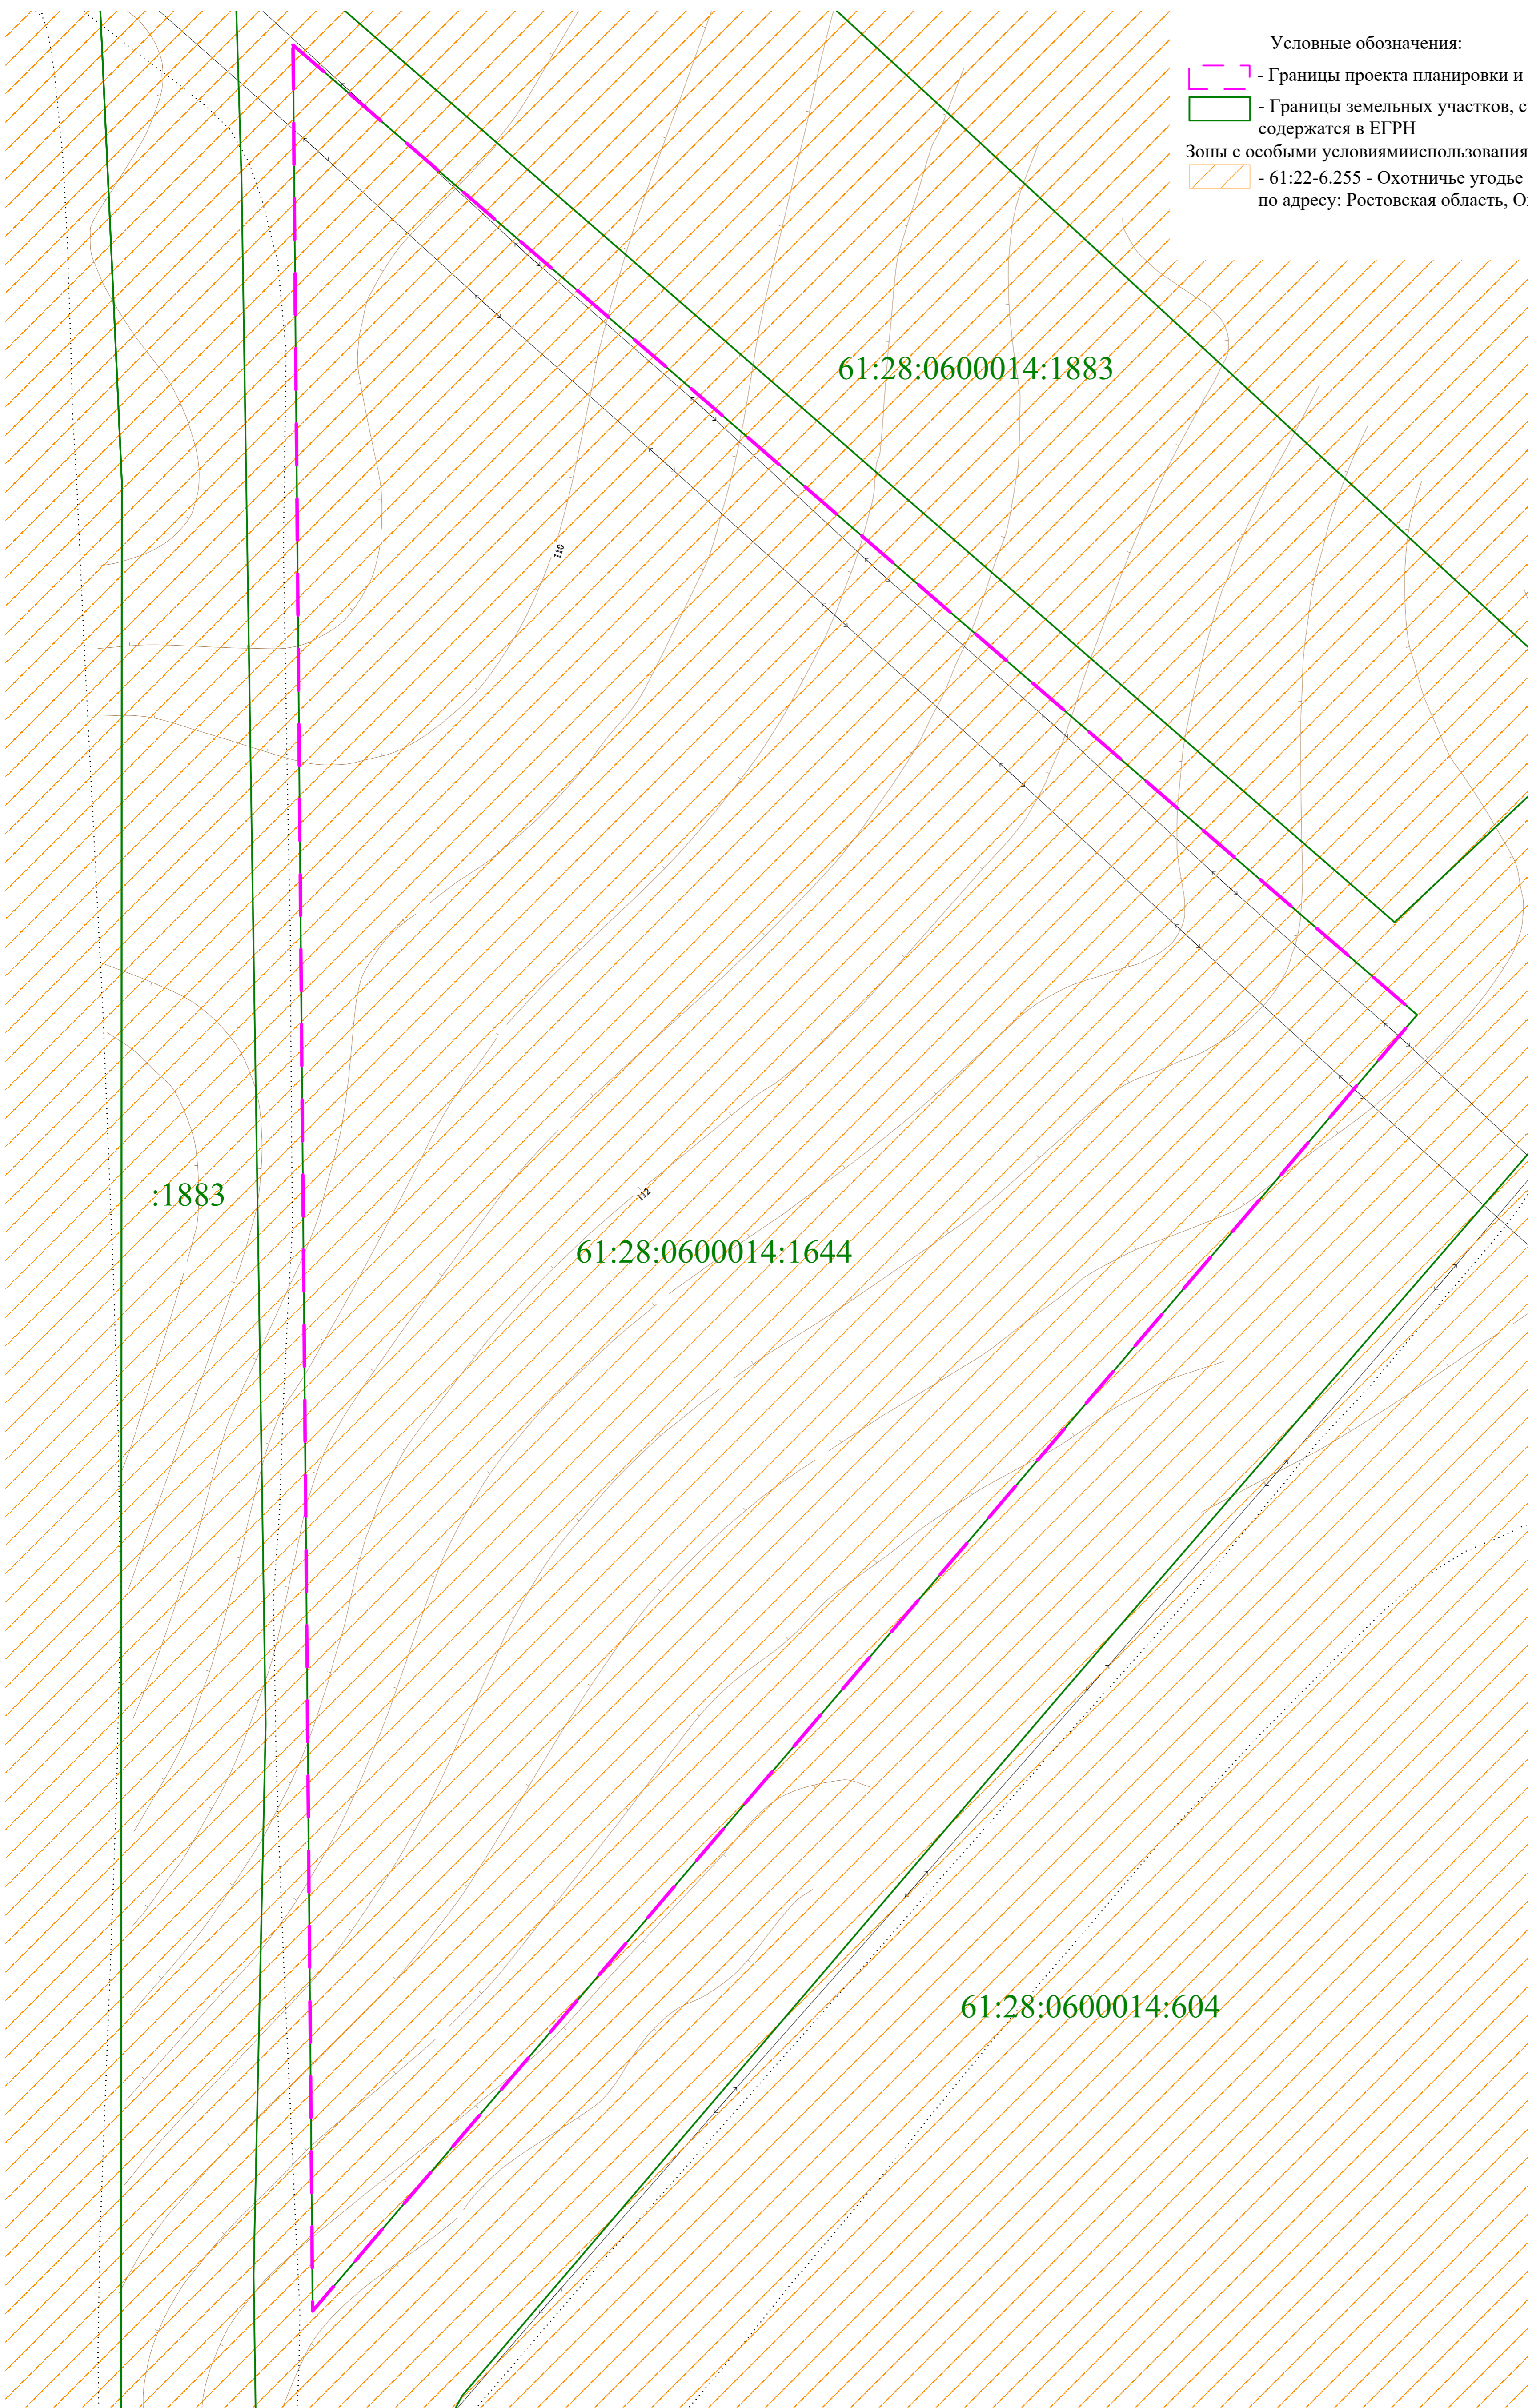 Условные обозначения:
- Границы проекта планировки и
- Границы земельных участков,
содержатся в ЕГРН
Зоны с особыми условиямииспользования
- 61:22-6.255 - Охотничье угодье
по адресу: Ростовская область,
61:28:0600014:1883
110
:1883
112
61:28:0600014:1644
61:28:0600014:604